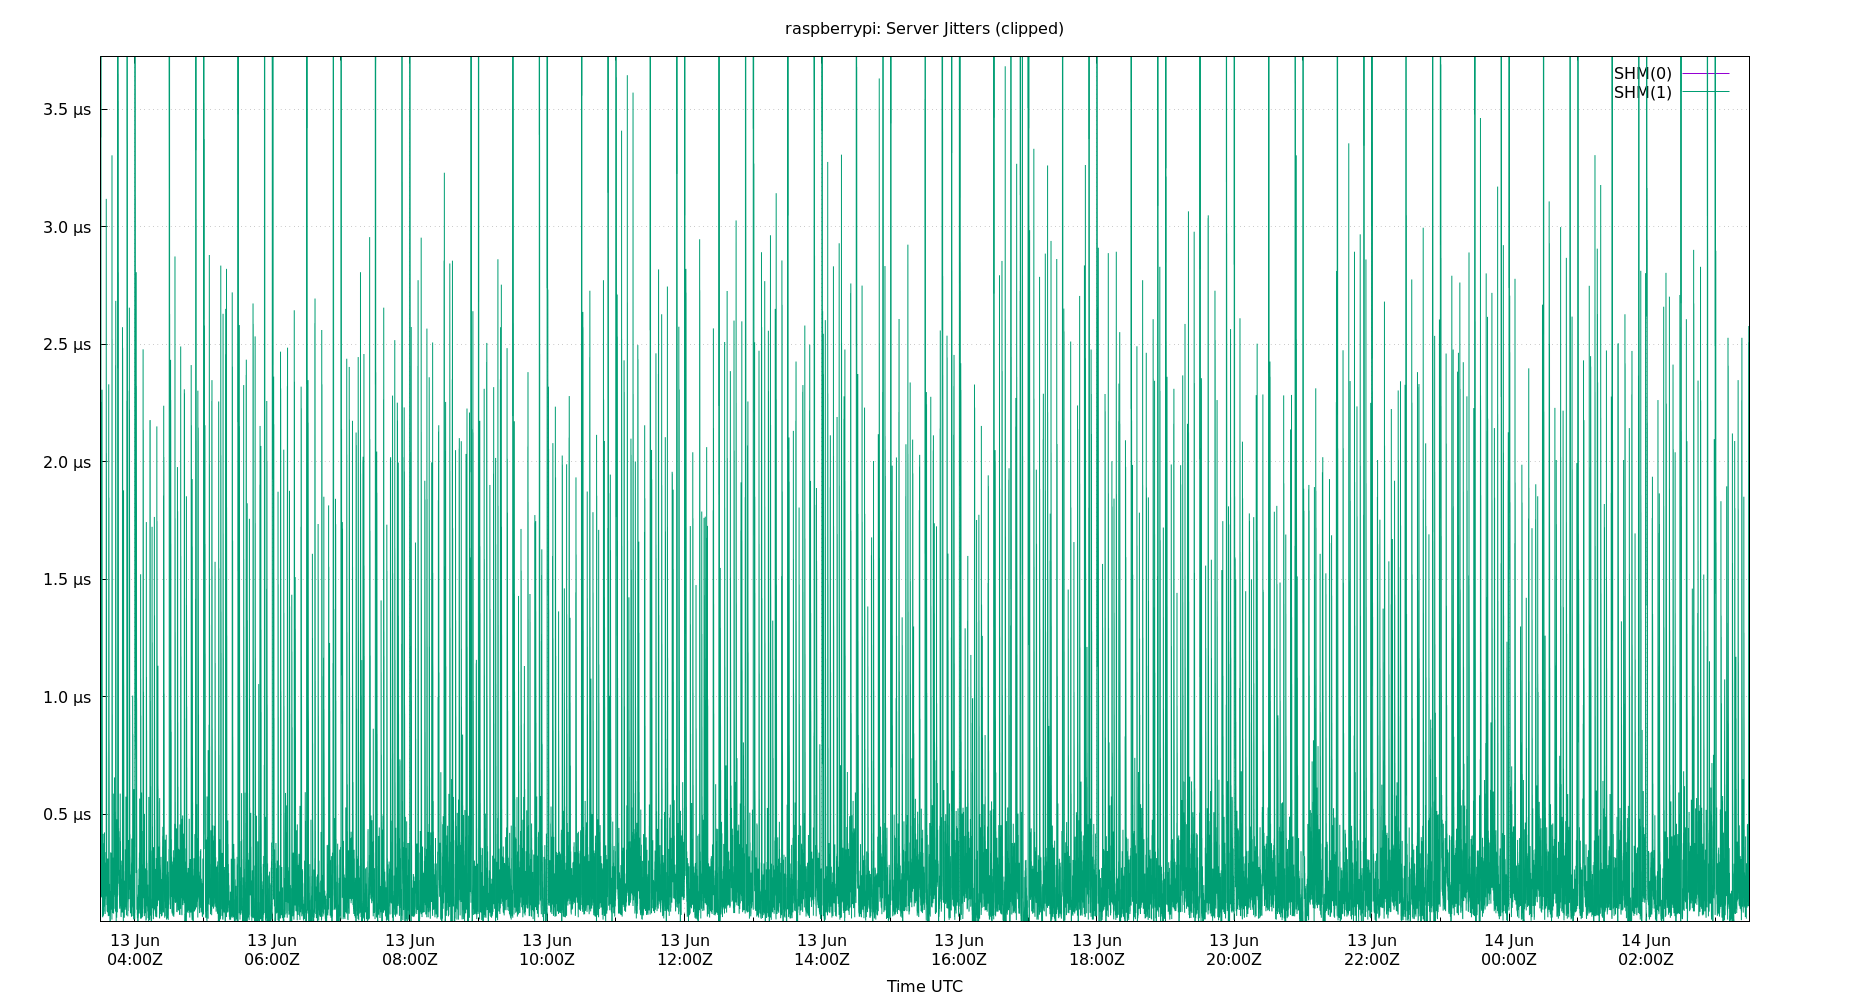 raspberrypi: Server Jitters (clipped)
SHM(0)
SHM(1)
3.5 µs
3.0 µs
2.5 µs
2.0 µs
1.5 µs
1.0 µs
0.5 µs
13 Jun 13 Jun 13 Jun 13 Jun 13 Jun 13 Jun 13 Jun 13 Jun 13 Jun 13 Jun 14 Jun 14 Jun
04:00Z 06:00Z 08:00Z 10:00Z 12:00Z 14:00Z 16:00Z 18:00Z 20:00Z 22:00Z 00:00Z 02:00Z
Time UTC